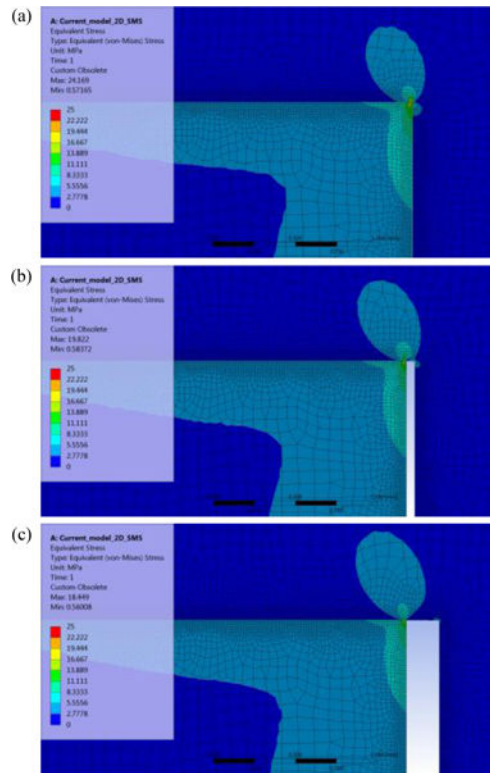 (a)
A: Current_model_2D_SMS
Equivalent Stress
Type: Equivalent (von-Mises) Stress
Unit: MPa
Time: 1
Custom Obsolete
Max: 24.169
Min: 0.57165
25
22.222
19.444
16.667
13.889
11.111
8.3333
5.5556
2.7778
0
(b)
A: Current_model_2D_SMS
Equivalent Stress
Type: Equivalent (von-Mises) Stress
Unit: MPa
Time: 1
Custom Obsolete
Max: 19.822
Min: 0.58372
25
22.222
19.444
16.667
13.889
11.111
8.3333
5.5556
2.7778
0
(c)
A: Current_model_2D_SMS
Equivalent Stress
Type: Equivalent (von-Mises) Stress
Unit: MPa
Time: 1
Custom Obsolete
Max: 18.449
Min: 0.56008
25
22.222
19.444
16.667
13.889
11.111
8.3333
5.5556
2.7778
0